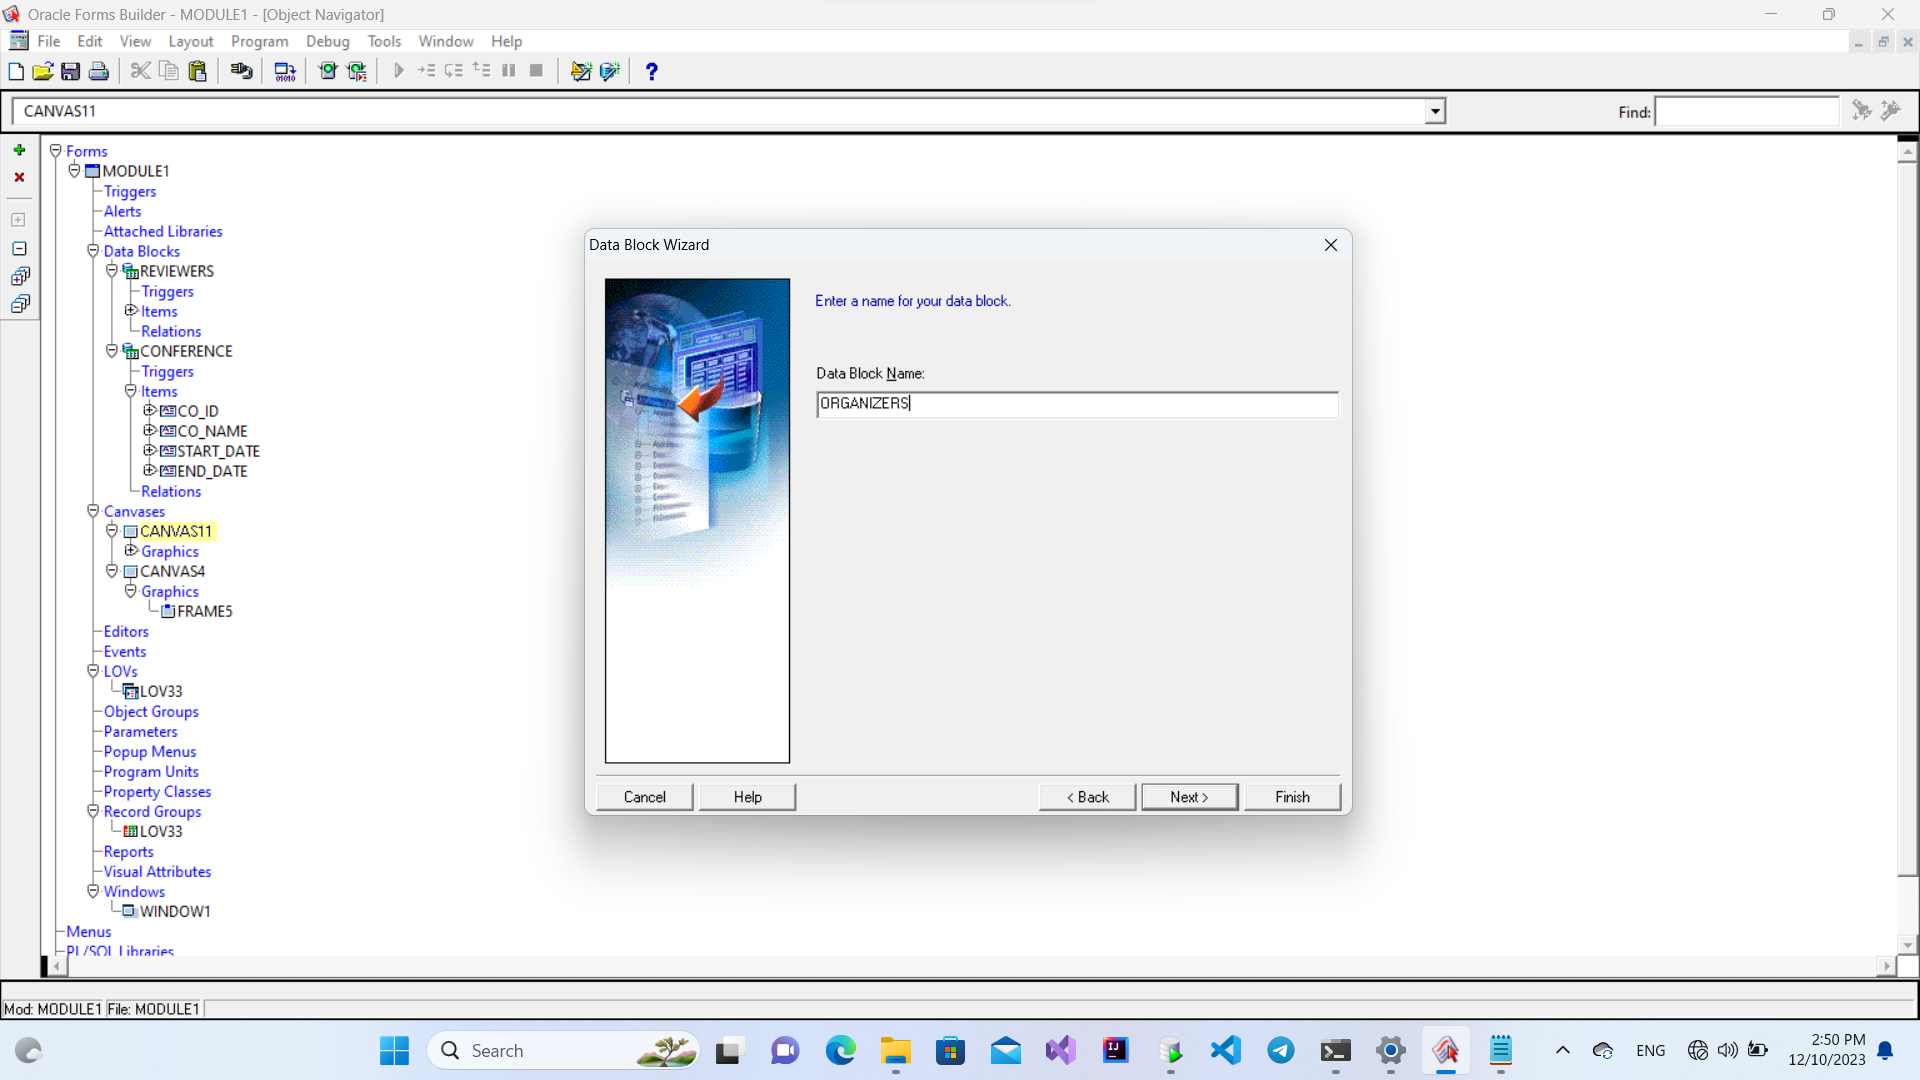 Oracle Forms Builder - MODULE1 - [Object Navigator]
File Edit View Layout Program Debug Tools Window Help
CANVAS11
Find:
Forms
MODULE1
Triggers
Alerts
Attached Libraries
Data Blocks
REVIEWERS
Triggers
Items
Relations
CONFERENCE
Triggers
Items
CO_ID
CO_NAME
START_DATE
END_DATE
Relations
Canvases
CANVAS11
Graphics
CANVAS4
Graphics
FRAME5
Editors
Events
LOVs
LOV33
Object Groups
Parameters
Popup Menus
Program Units
Property Classes
Record Groups
LOV33
Reports
Visual Attributes
Windows
WINDOW1
Menus
PL/SQL Libraries
Data Block Wizard
Enter a name for your data block.
Data Block Name:
ORGANIZERS
Cancel Help < Back Next > Finish
Mod: MODULE1 File: MODULE1
Search
ENG
2:50 PM
12/10/2023